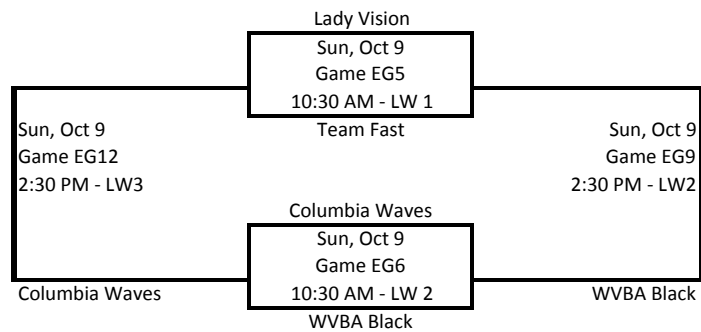 Lady Vision
Sun, Oct 9
Game EG5
10:30 AM - LW 1
Team Fast
Sun, Oct 9
Game EG12
2:30 PM - LW3
Sun, Oct 9
Game EG9
2:30 PM - LW2
Columbia Waves
Sun, Oct 9
Game EG6
10:30 AM - LW 2
Columbia Waves
WVBA Black
WVBA Black